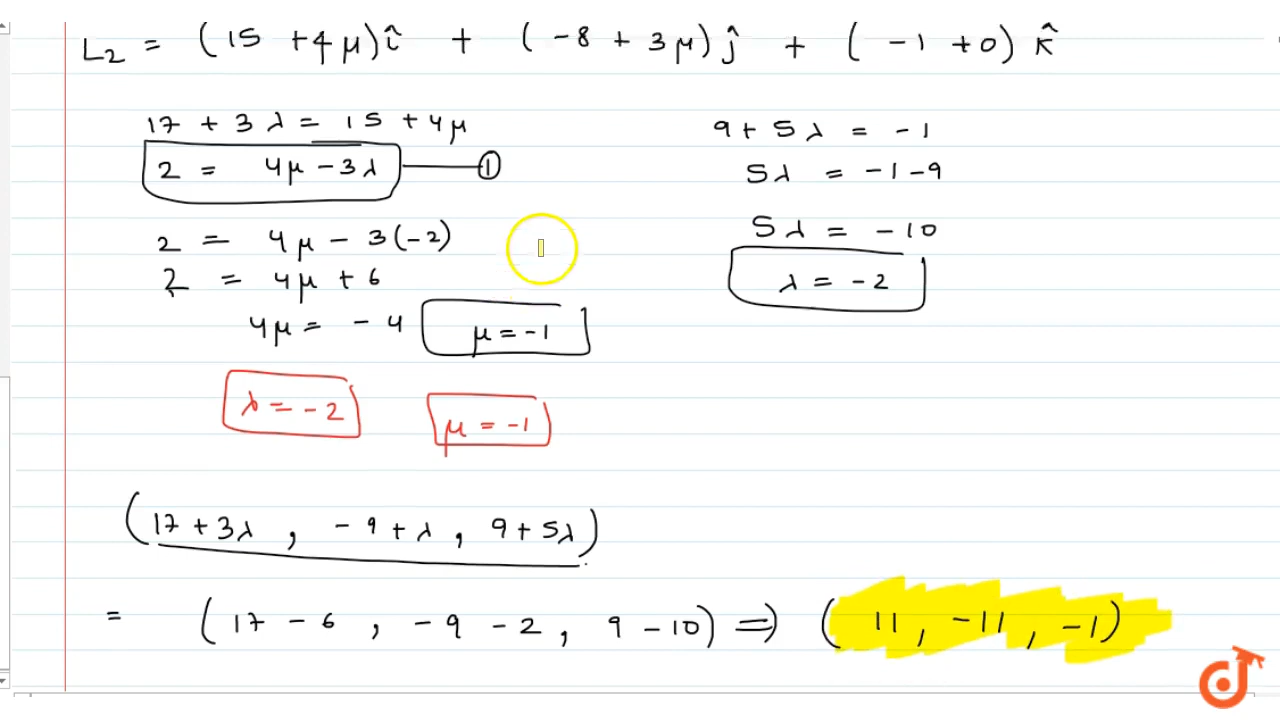 L2 = (15 + 4μ)î + (-8 + 3μ)ĵ + (-1 + 0) k̂
17 + 3λ = 15 + 4μ
2 = 4μ - 3λ ①
2 = 4μ - 3(-2)
2 = 4μ + 6
4μ = -4 μ = -1
λ = -2 μ = -1
9 + 5λ = -1
5λ = -1 - 9
5λ = -10
λ = -2
(17 + 3λ, -9 + λ, 9 + 5λ)
= (17 - 6, -9 - 2, 9 - 10) ⇒ (11, -11, -1)